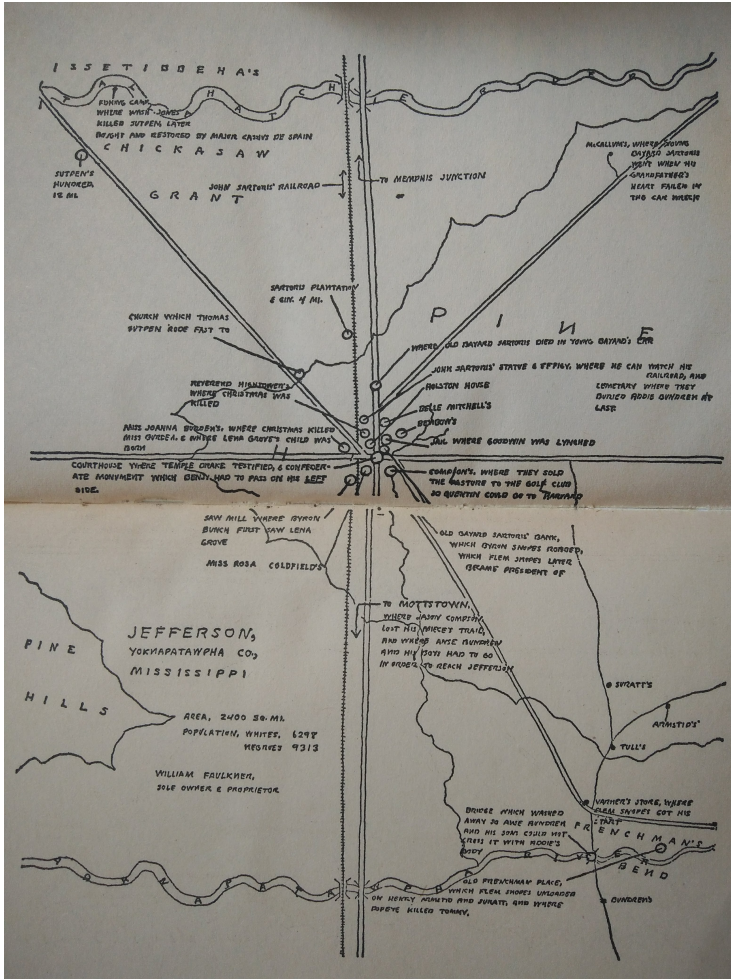 ISSETIBBEHA'S
TALLAHATCHIE RIVER
FISHING CAMP
WHERE WASH JONES
KILLED SUTPEN, LATER
BOUGHT AND RESTORED BY MAJOR CASSIUS DE SPAIN
CHICKASAW
GRANT
SUTPEN'S
HUNDRED
12 MI.
JOHN SARTORIS' RAILROAD
TO MEMPHIS JUNCTION
McCALLUM'S, WHERE YOUNG
BAYARD SARTORIS
WENT WHEN HIS
GRANDFATHER'S
HEART FAILED IN
THE CAR WRECK
SARTORIS PLANTATION
& GIN. 4 MI.
CHURCH WHICH THOMAS
SUTPEN RODE FAST TO
PINE
WHERE OLD BAYARD SARTORIS DIED IN YOUNG BAYARD'S CAR
JOHN SARTORIS' STATUE & EFFIGY, WHERE HE CAN WATCH HIS
RAILROAD, AND
CEMETARY WHERE THEY
BURIED ADDIE BUNDREN AT
LAST.
REVEREND HIGHTOWER'S
WHERE CHRISTMAS WAS
KILLED
HOLSTON HOUSE
BELLE MITCHELL'S
BENBOW'S
MISS JOANNA BURDEN'S, WHERE CHRISTMAS KILLED
MISS BURDEN, & WHERE LENA GROVE'S CHILD WAS
BORN
JAIL WHERE GOODWIN WAS LYNCHED
H
COURTHOUSE WHERE TEMPLE DRAKE TESTIFIED, & CONFEDER-
ATE MONUMENT WHICH BENJY HAD TO PASS ON HIS LEFT
SIDE.
COMPSON'S, WHERE THEY SOLD
THE PASTURE TO THE GOLF CLUB
SO QUENTIN COULD GO TO HARVARD
SAW MILL WHERE BYRON
BUNCH FIRST SAW LENA
GROVE
MISS ROSA COLDFIELD'S
OLD BAYARD SARTORIS' BANK,
WHICH BYRON SNOPES ROBBED,
WHICH FLEM SNOPES LATER
BECAME PRESIDENT OF
TO MOTTSTOWN,
WHERE JASON COMPSON
LOST HIS NIECE'S TRAIL,
AND WHERE ANSE BUNDREN
AND HIS BOYS HAD TO GO
IN ORDER TO REACH JEFFERSON
PINE
HILLS
JEFFERSON,
YOKNAPATAWPHA CO.,
MISSISSIPPI
AREA, 2400 SQ. MI.
POPULATION, WHITES, 6298
NEGROES 9313
WILLIAM FAULKNER,
SOLE OWNER & PROPRIETOR
SURATT'S
ARMSTID'S
TULL'S
VARNER'S STORE, WHERE
FLEM SNOPES GOT HIS
START
FRENCHMAN'S
BEND
BRIDGE WHICH WASHED
AWAY SO ANSE BUNDREN
AND HIS SONS COULD NOT
CROSS IT WITH ADDIE'S
BODY
YOKNAPATAWPHA RIVER
OLD FRENCHMAN PLACE,
WHICH FLEM SNOPES UNLOADED
ON HENRY ARMSTID AND SURATT, AND WHERE
POPEYE KILLED TOMMY.
BUNDREN'S